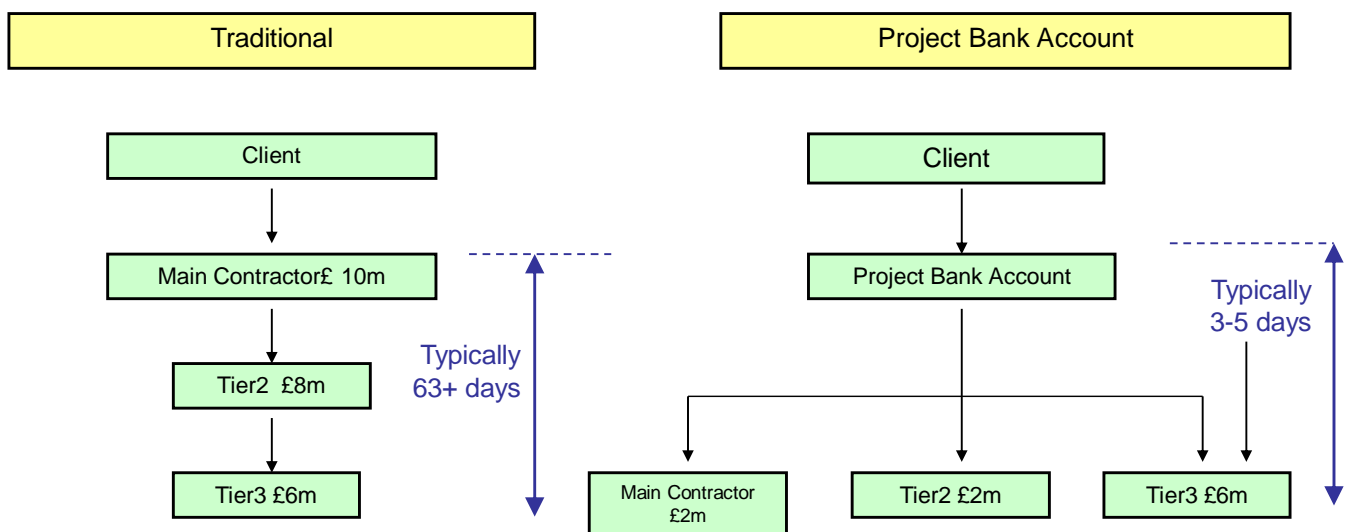 Traditional
Project Bank Account
Client
Main Contractor£ 10m
Tier2 £8m
Tier3 £6m
Typically
63+ days
Client
Project Bank Account
Typically
3-5 days
Main Contractor
£2m
Tier2 £2m
Tier3 £6m